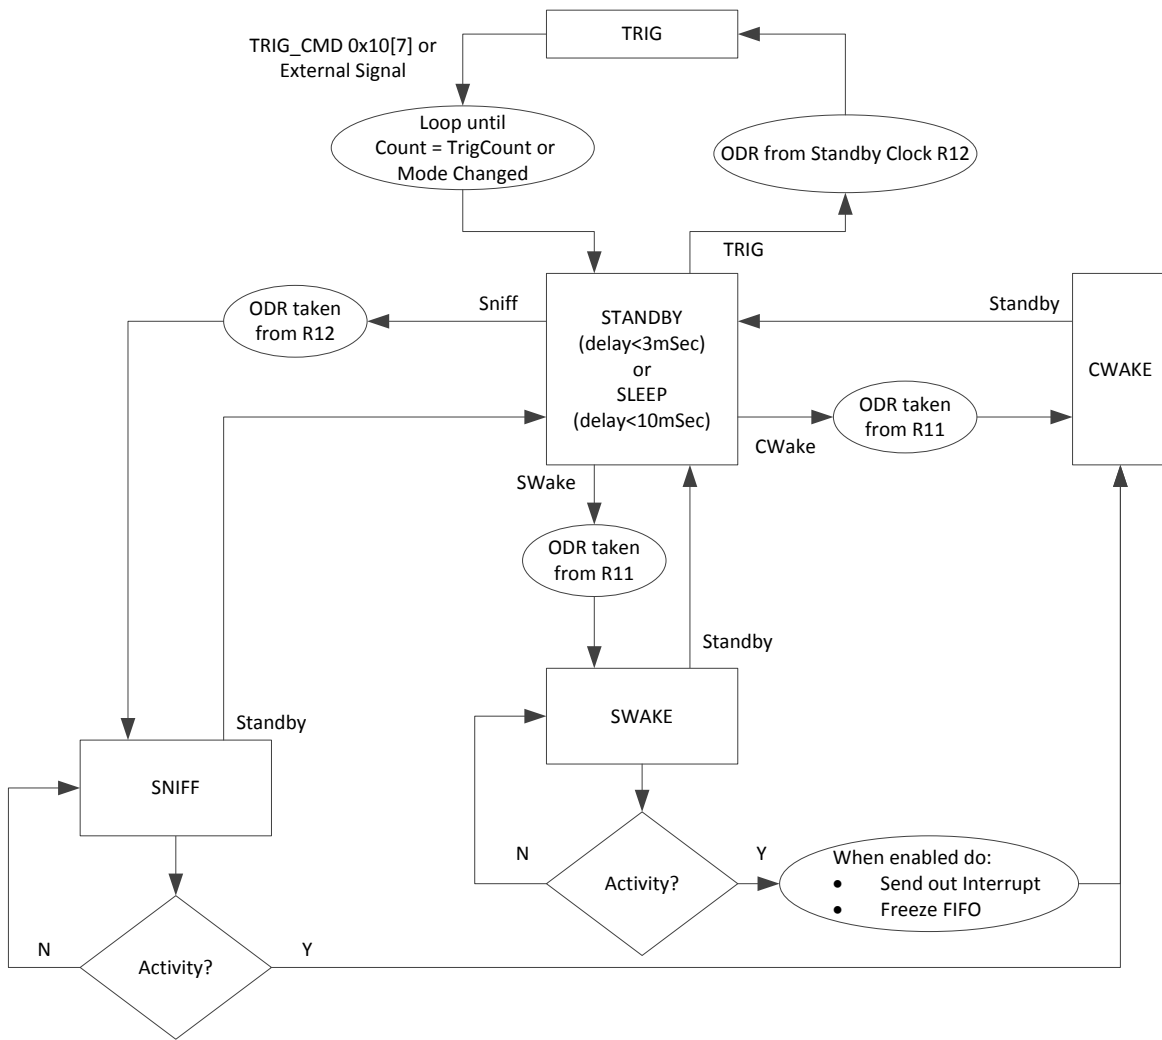 TRIG
TRIG_CMD 0x10[7] or
External Signal
Loop until
Count = TrigCount or
Mode Changed
ODR from Standby Clock R12
TRIG
ODR taken
from R12
Sniff
STANDBY
(delay<3mSec)
or
SLEEP
(delay<10mSec)
Standby
CWAKE
ODR taken
from R11
CWake
SWake
ODR taken
from R11
Standby
SWAKE
Standby
SNIFF
N
Activity?
Y
When enabled do:
● Send out Interrupt
● Freeze FIFO
N
Activity?
Y